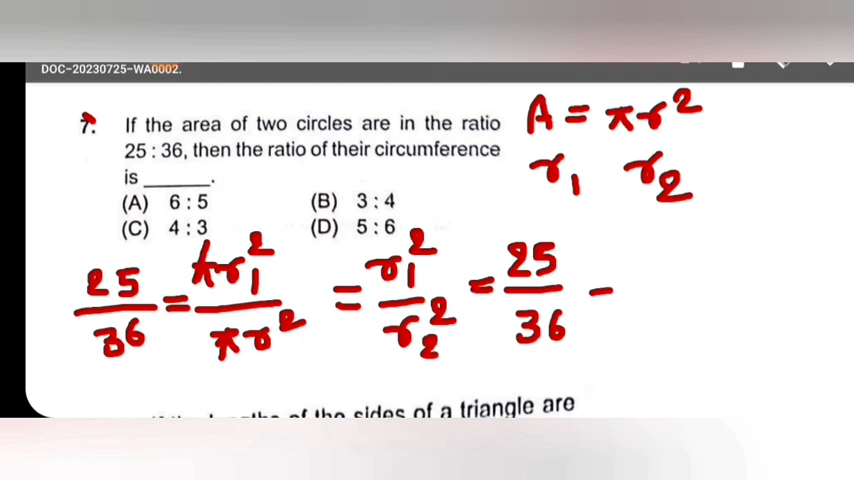 DOC-20230725-WA0002.
7. If the area of two circles are in the ratio
25 : 36, then the ratio of their circumference
is ______.
(A) 6 : 5 (B) 3 : 4
(C) 4 : 3 (D) 5 : 6
A = πr²
r₁ r₂
25/36 = πr₁²/πr² = r₁²/r₂² = 25/36 –
of the sides of a triangle are